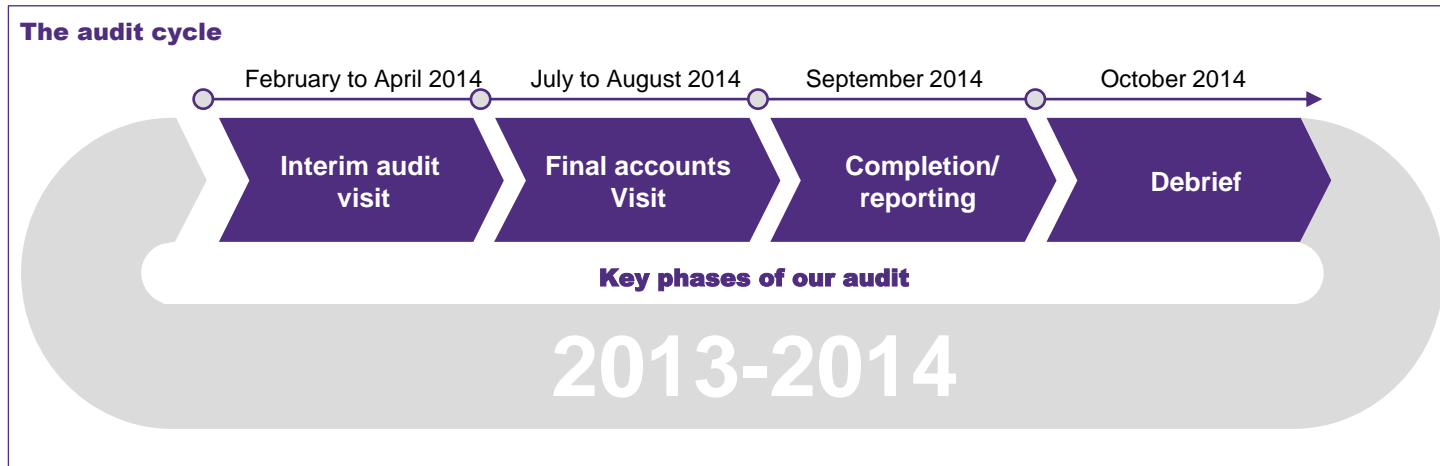 The audit cycle
February to April 2014
July to August 2014
September 2014
October 2014
Interim audit
visit
Final accounts
Visit
Completion/
reporting
Debrief
Key phases of our audit
2013-2014